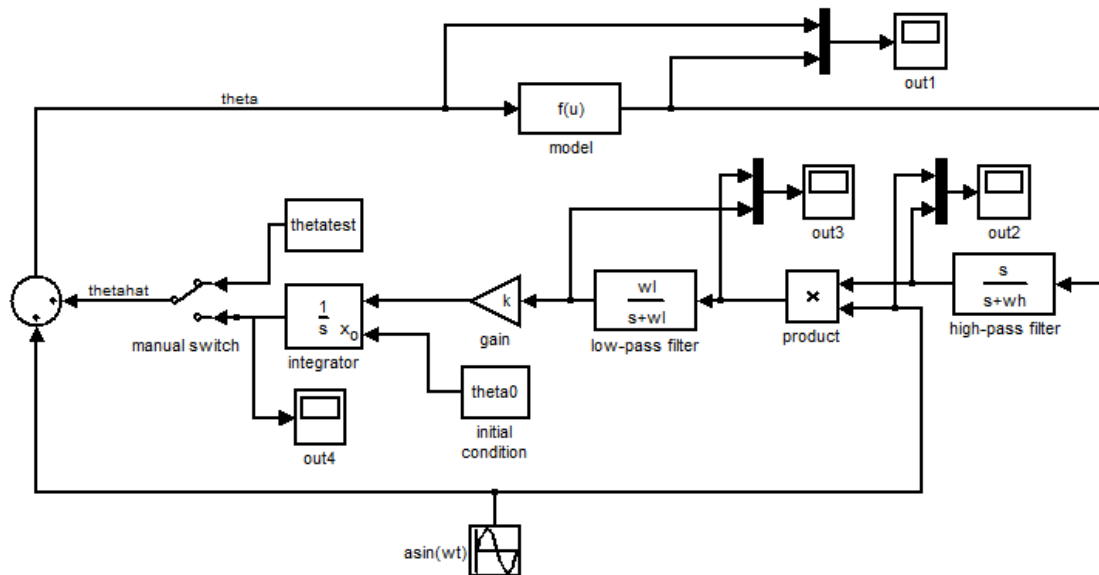 out1
theta
f(u)
model
thetatest
out3
out2
thetahat
manual switch
1
s
xo
integrator
k
gain
wl
s+wl
low-pass filter
×
product
s
s+wh
high-pass filter
theta0
initial
condition
out4
asin(wt)